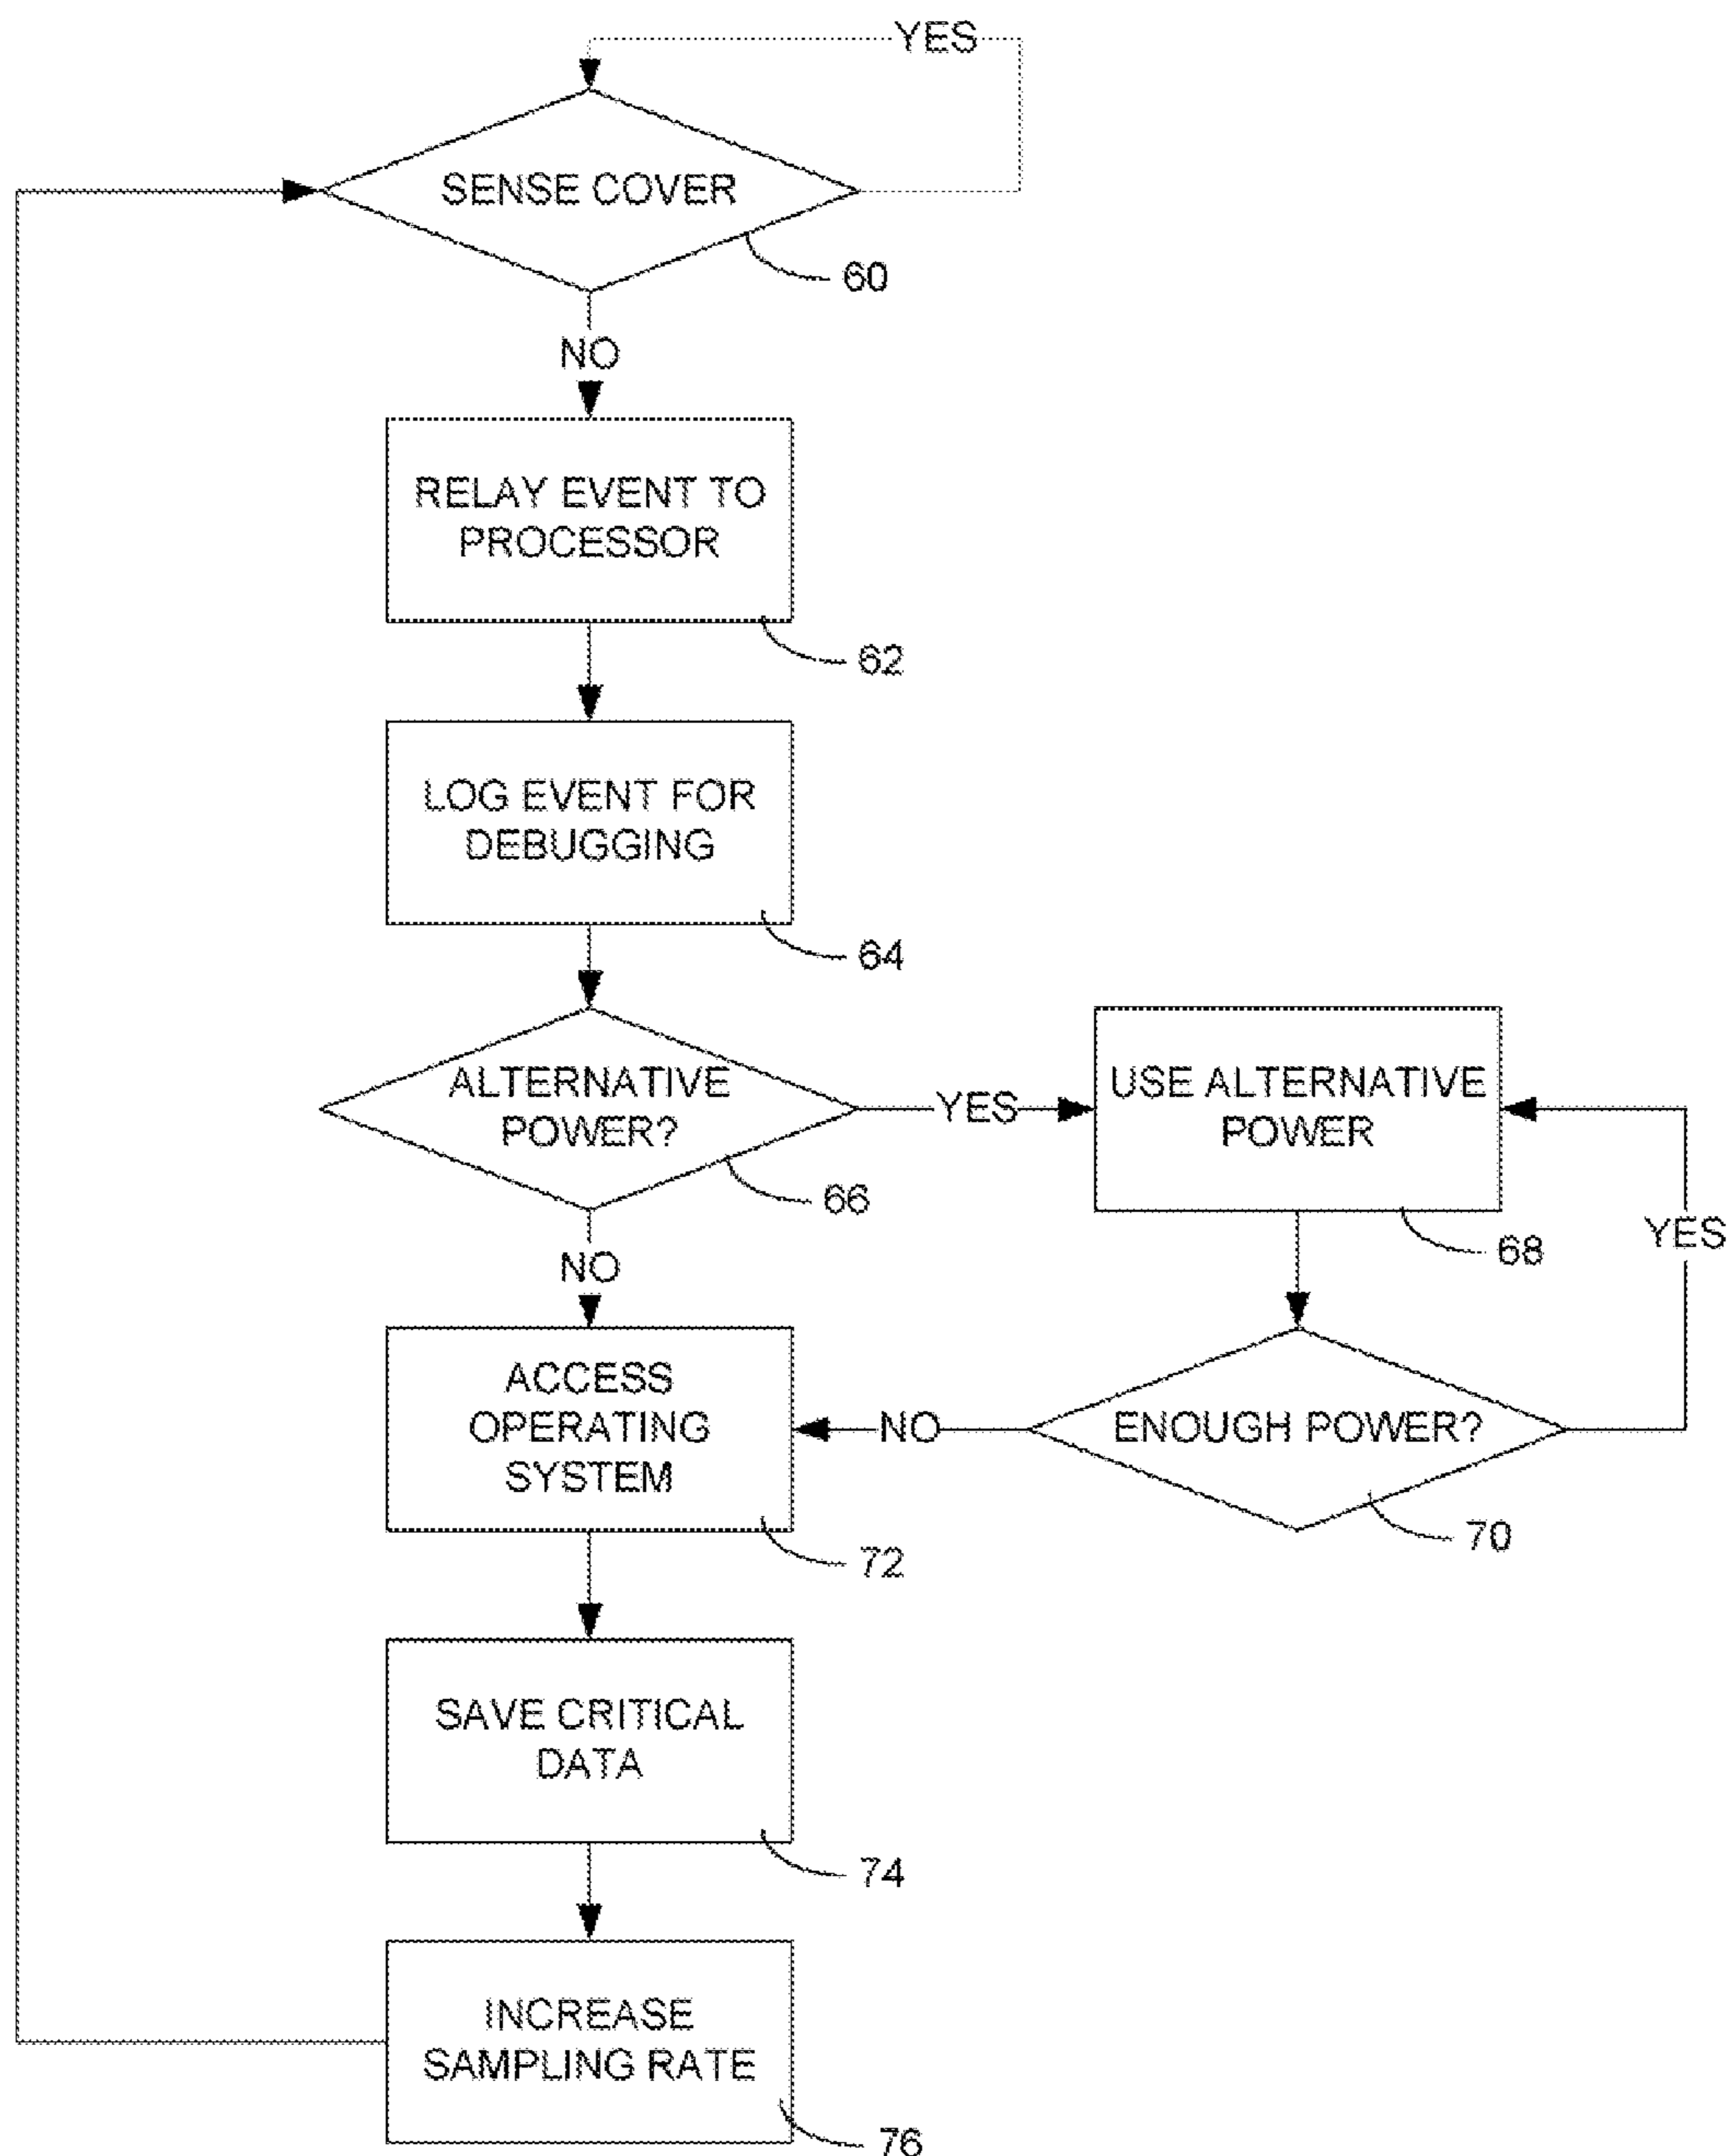 YES
SENSE COVER
60
NO
RELAY EVENT TO
PROCESSOR
62
LOG EVENT FOR
DEBUGGING
64
ALTERNATIVE
POWER?
66
YES
USE ALTERNATIVE
POWER
68
YES
NO
ACCESS
OPERATING
SYSTEM
72
NO
ENOUGH POWER?
70
SAVE CRITICAL
DATA
74
INCREASE
SAMPLING RATE
76